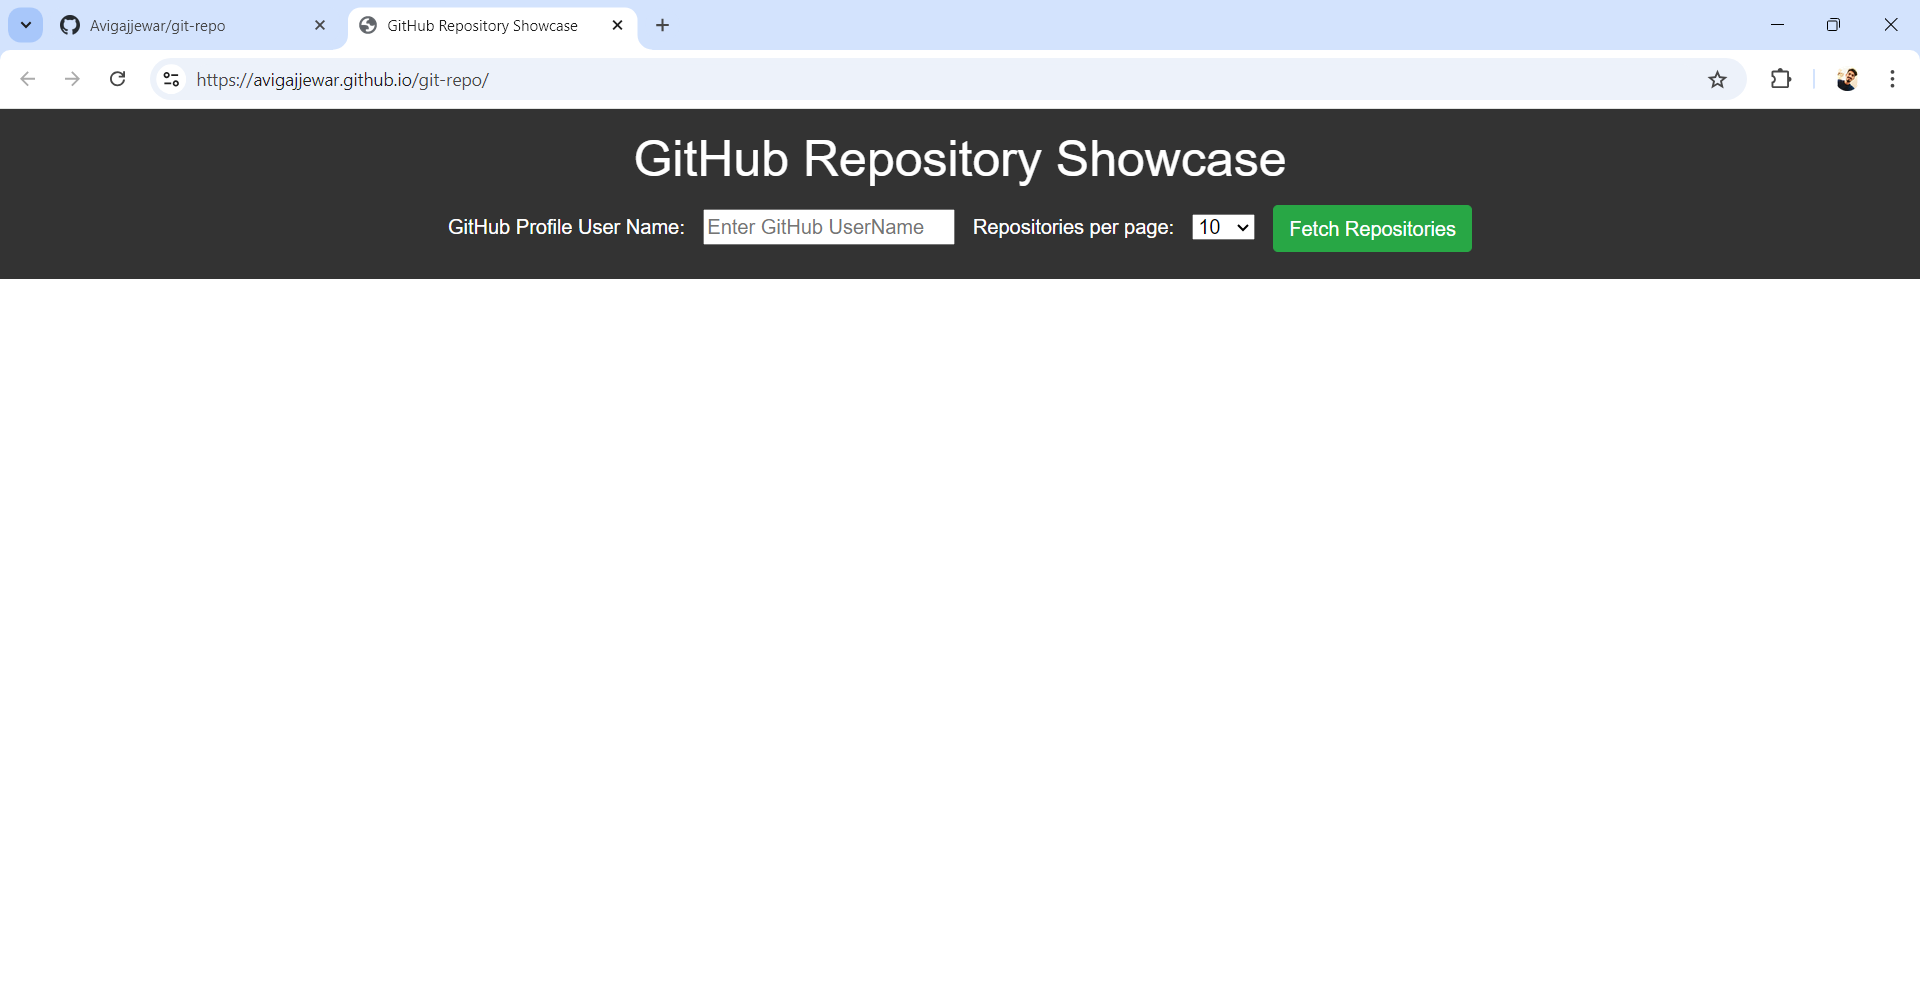 Avigajjewar/git-repo
GitHub Repository Showcase
https://avigajjewar.github.io/git-repo/
GitHub Repository Showcase
GitHub Profile User Name: Enter GitHub UserName Repositories per page: 10 Fetch Repositories